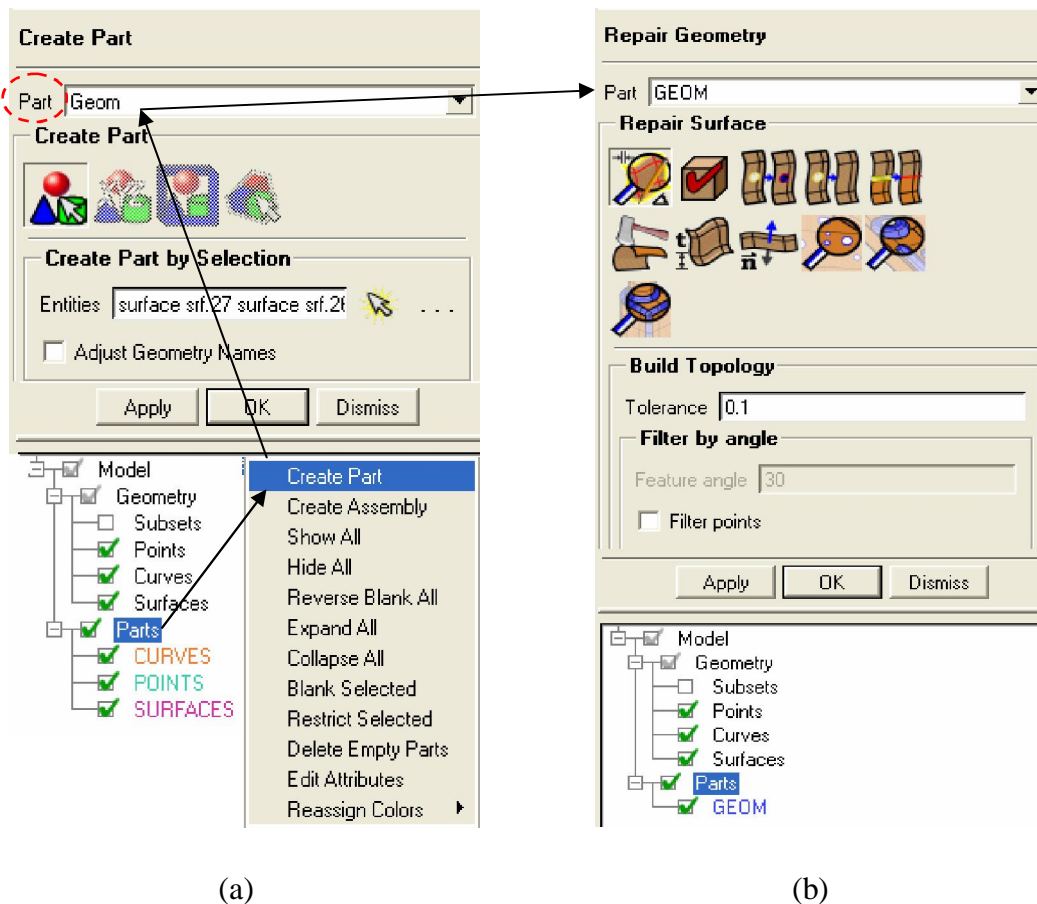 Create Part
Part Geom
Create Part
Create Part by Selection
Entities surface srf.27 surface srf.26 ...
Adjust Geometry Names
Apply OK Dismiss
Model
Geometry
Subsets
Points
Curves
Surfaces
Parts
CURVES
POINTS
SURFACES
Create Part
Create Assembly
Show All
Hide All
Reverse Blank All
Expand All
Collapse All
Blank Selected
Restrict Selected
Delete Empty Parts
Edit Attributes
Reassign Colors
(a)
Repair Geometry
Part GEOM
Repair Surface
t
n
Build Topology
Tolerance 0.1
Filter by angle
Feature angle 30
Filter points
Apply OK Dismiss
Model
Geometry
Subsets
Points
Curves
Surfaces
Parts
GEOM
(b)